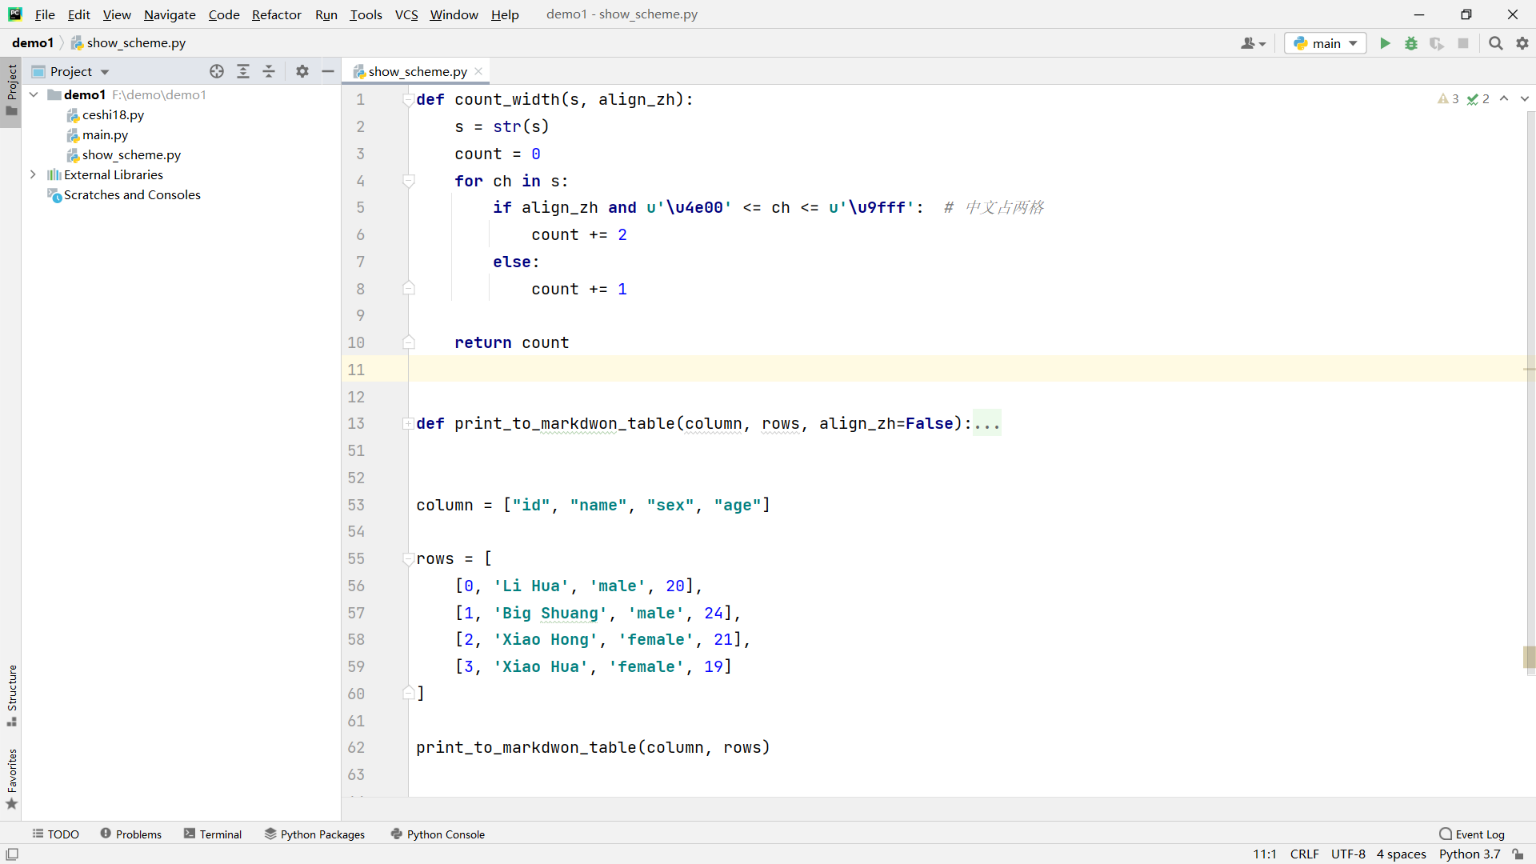 File Edit View Navigate Code Refactor Run Tools VCS Window Help demo1 - show_scheme.py
demo1 show_scheme.py main
Project show_scheme.py
Project
demo1 F:\demo\demo1
ceshi18.py
main.py
show_scheme.py
External Libraries
Scratches and Consoles
Structure
Favorites
3 2
1 def count_width(s, align_zh):
2 s = str(s)
3 count = 0
4 for ch in s:
5 if align_zh and u'\u4e00' <= ch <= u'\u9fff': # 中文占两格
6 count += 2
7 else:
8 count += 1
9
10 return count
11
12
13 def print_to_markdwon_table(column, rows, align_zh=False):...
51
52
53 column = ["id", "name", "sex", "age"]
54
55 rows = [
56 [0, 'Li Hua', 'male', 20],
57 [1, 'Big Shuang', 'male', 24],
58 [2, 'Xiao Hong', 'female', 21],
59 [3, 'Xiao Hua', 'female', 19]
60 ]
61
62 print_to_markdwon_table(column, rows)
63
TODO Problems Terminal Python Packages Python Console Event Log
11:1 CRLF UTF-8 4 spaces Python 3.7